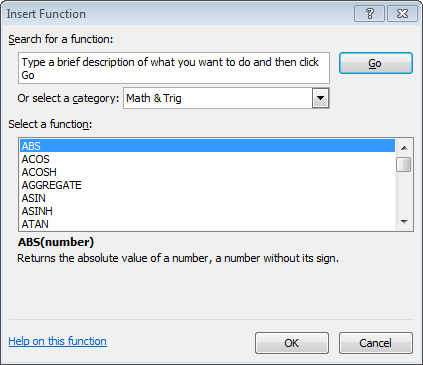 Insert Function
Search for a function:
Type a brief description of what you want to do and then click
Go
Go
Or select a category:
Math & Trig
Select a function:
ABS
ACOS
ACOSH
AGGREGATE
ASIN
ASINH
ATAN
ABS(number)
Returns the absolute value of a number, a number without its sign.
Help on this function
OK
Cancel